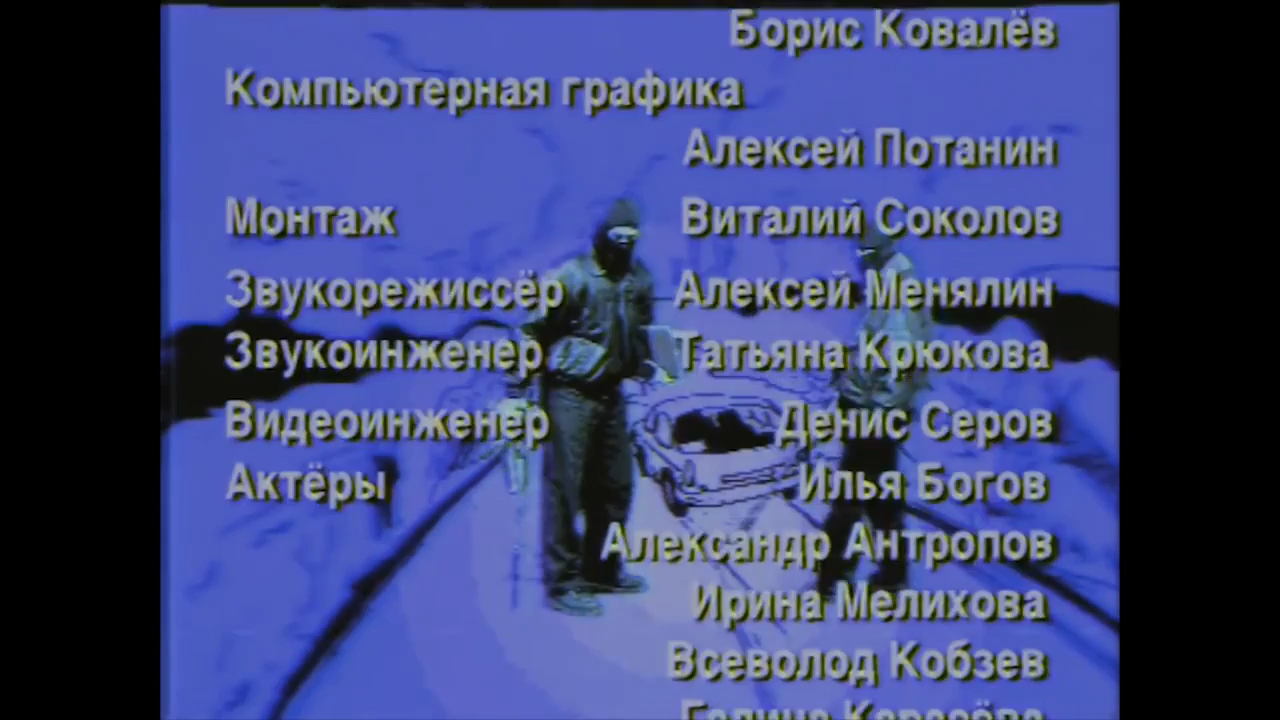 Борис Ковалёв
Компьютерная графика
Алексей Потанин
Монтаж Виталий Соколов
Звукорежиссёр Алексей Менялин
Звукоинженер Татьяна Крюкова
Видеоинженер Денис Серов
Актёры Илья Богов
Александр Антропов
Ирина Мелихова
Всеволод Кобзев
Галина